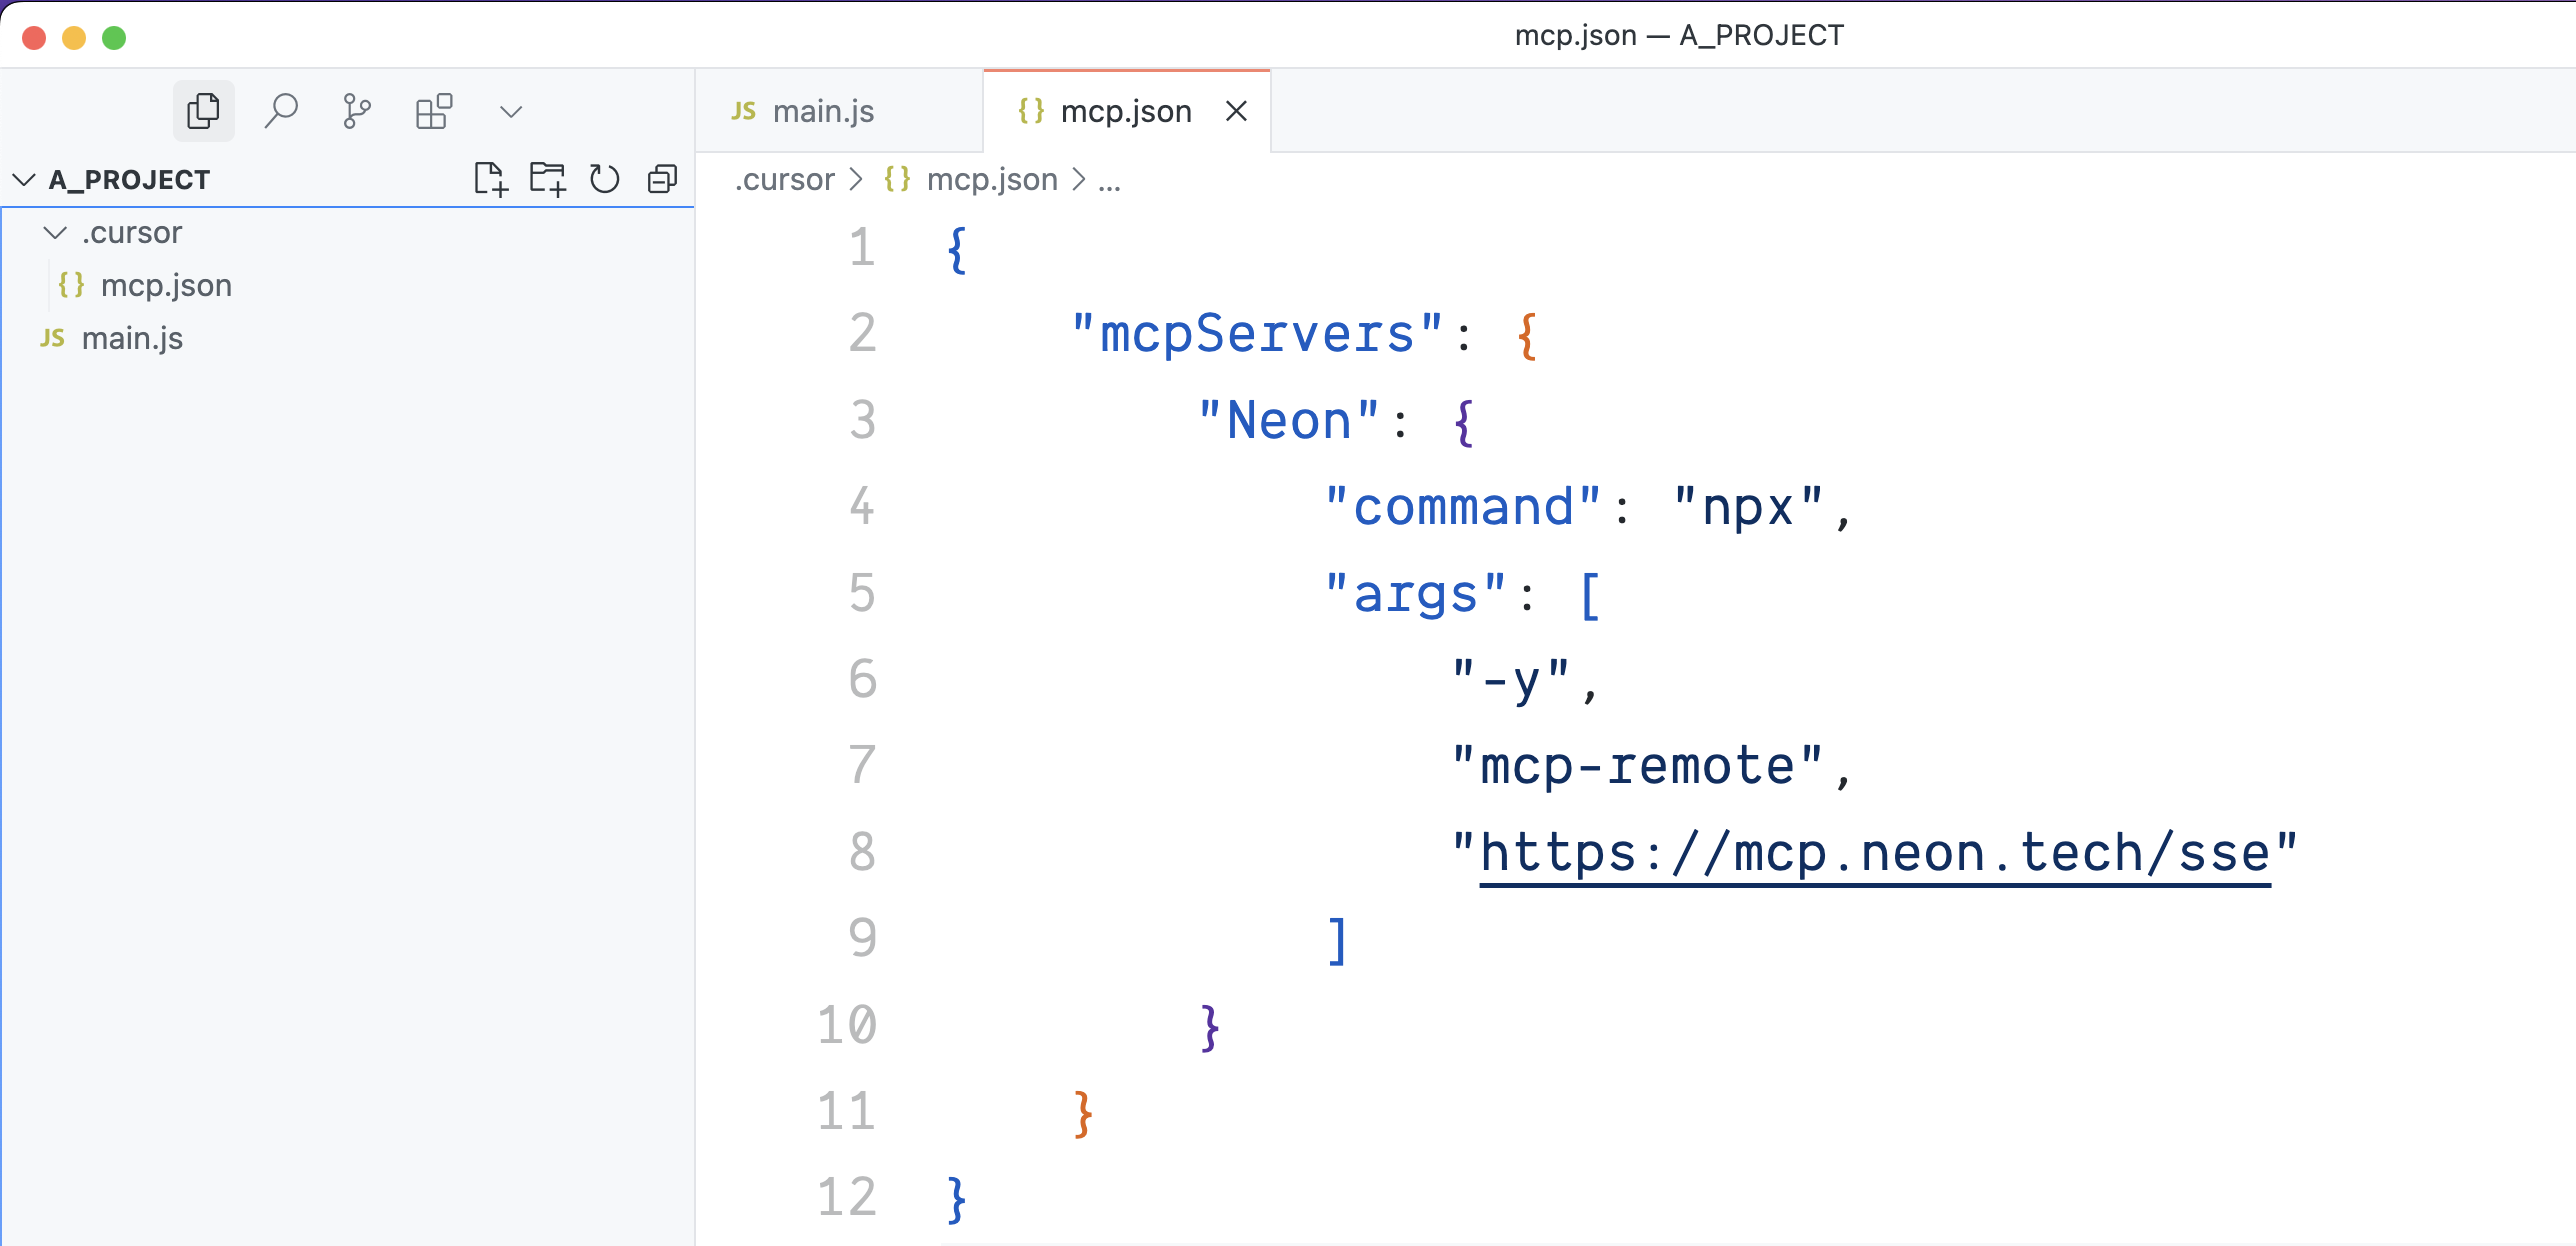 mcp.json — A_PROJECT
A_PROJECT
.cursor
{} mcp.json
JS main.js
JS main.js
{} mcp.json
.cursor > {} mcp.json > ...
1 {
2     "mcpServers": {
3         "Neon": {
4             "command": "npx",
5             "args": [
6                 "-y",
7                 "mcp-remote",
8                 "https://mcp.neon.tech/sse"
9             ]
10         }
11     }
12 }